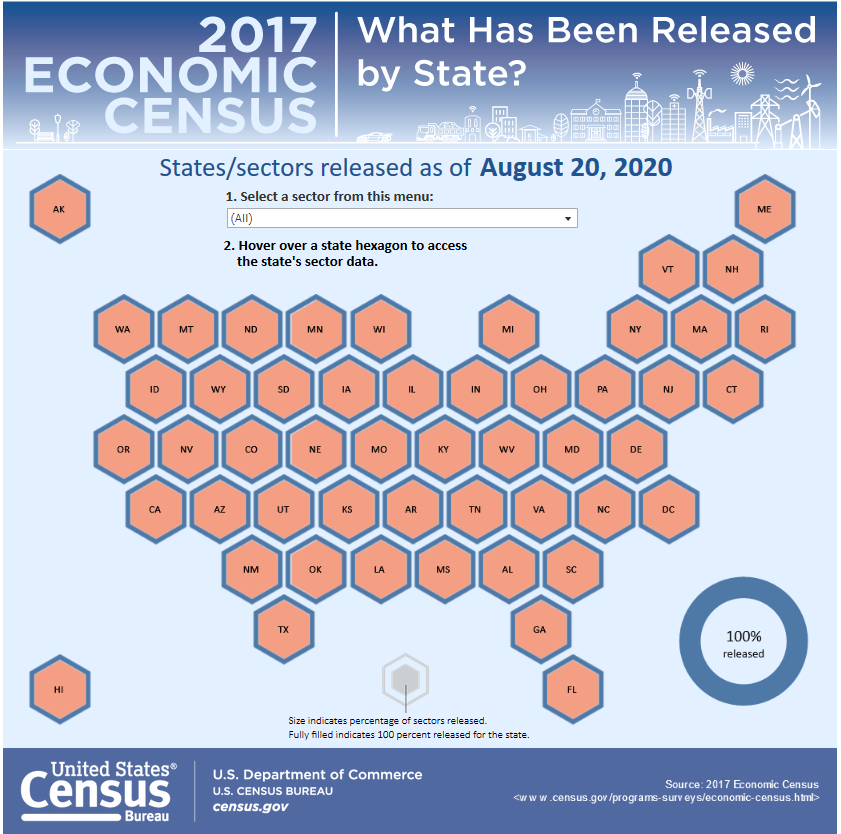 2017
ECONOMIC
CENSUS
What Has Been Released
by State?
States/sectors released as of August 20, 2020
1. Select a sector from this menu:
(All)
2. Hover over a state hexagon to access
the state's sector data.
AK
ME
VT NH
WA MT ND MN WI MI NY MA RI
ID WY SD IA IL IN OH PA NJ CT
OR NV CO NE MO KY WV MD DE
CA AZ UT KS AR TN VA NC DC
NM OK LA MS AL SC
TX GA
HI FL
100%
released
Size indicates percentage of sectors released.
Fully filled indicates 100 percent released for the state.
United States®
Census
Bureau
U.S. Department of Commerce
U.S. CENSUS BUREAU
census.gov
Source: 2017 Economic Census
<www.census.gov/programs-surveys/economic-census.html>